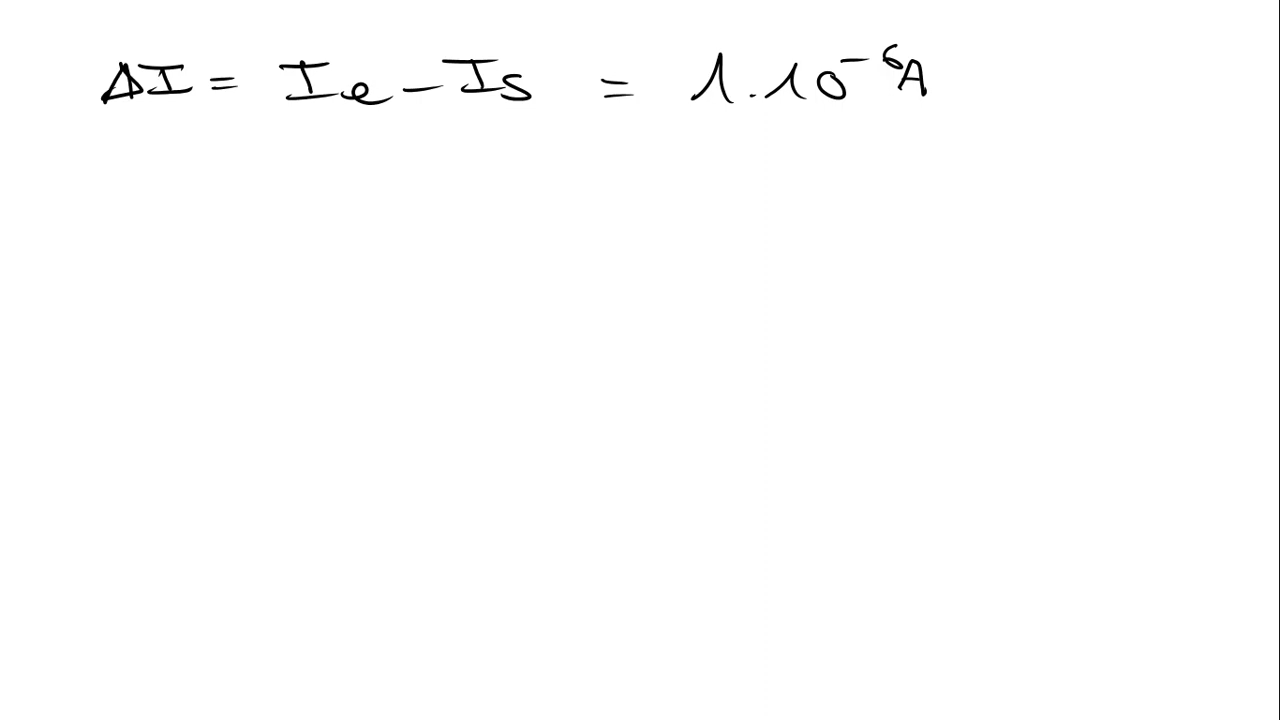 ΔI = Ie - Is = 1.10⁻⁶A